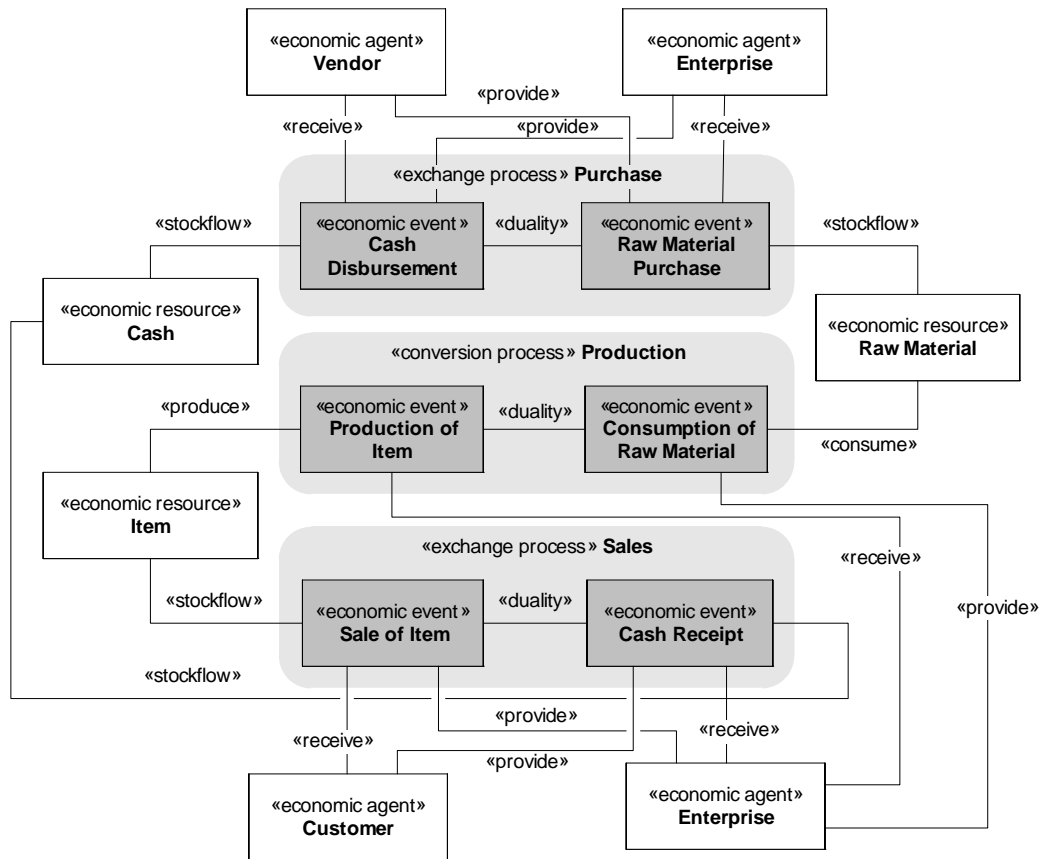 «economic agent»
Vendor
«economic agent»
Enterprise
«provide»
«receive»
«provide»
«receive»
«exchange process» Purchase
«stockflow»
«economic event»
Cash
Disbursement
«duality»
«economic event»
Raw Material
Purchase
«stockflow»
«economic resource»
Cash
«economic resource»
Raw Material
«conversion process» Production
«produce»
«economic event»
Production of
Item
«duality»
«economic event»
Consumption of
Raw Material
«consume»
«economic resource»
Item
«exchange process» Sales
«receive»
«stockflow»
«economic event»
Sale of Item
«duality»
«economic event»
Cash Receipt
«provide»
«stockflow»
«provide»
«receive»
«receive»
«provide»
«economic agent»
Customer
«economic agent»
Enterprise